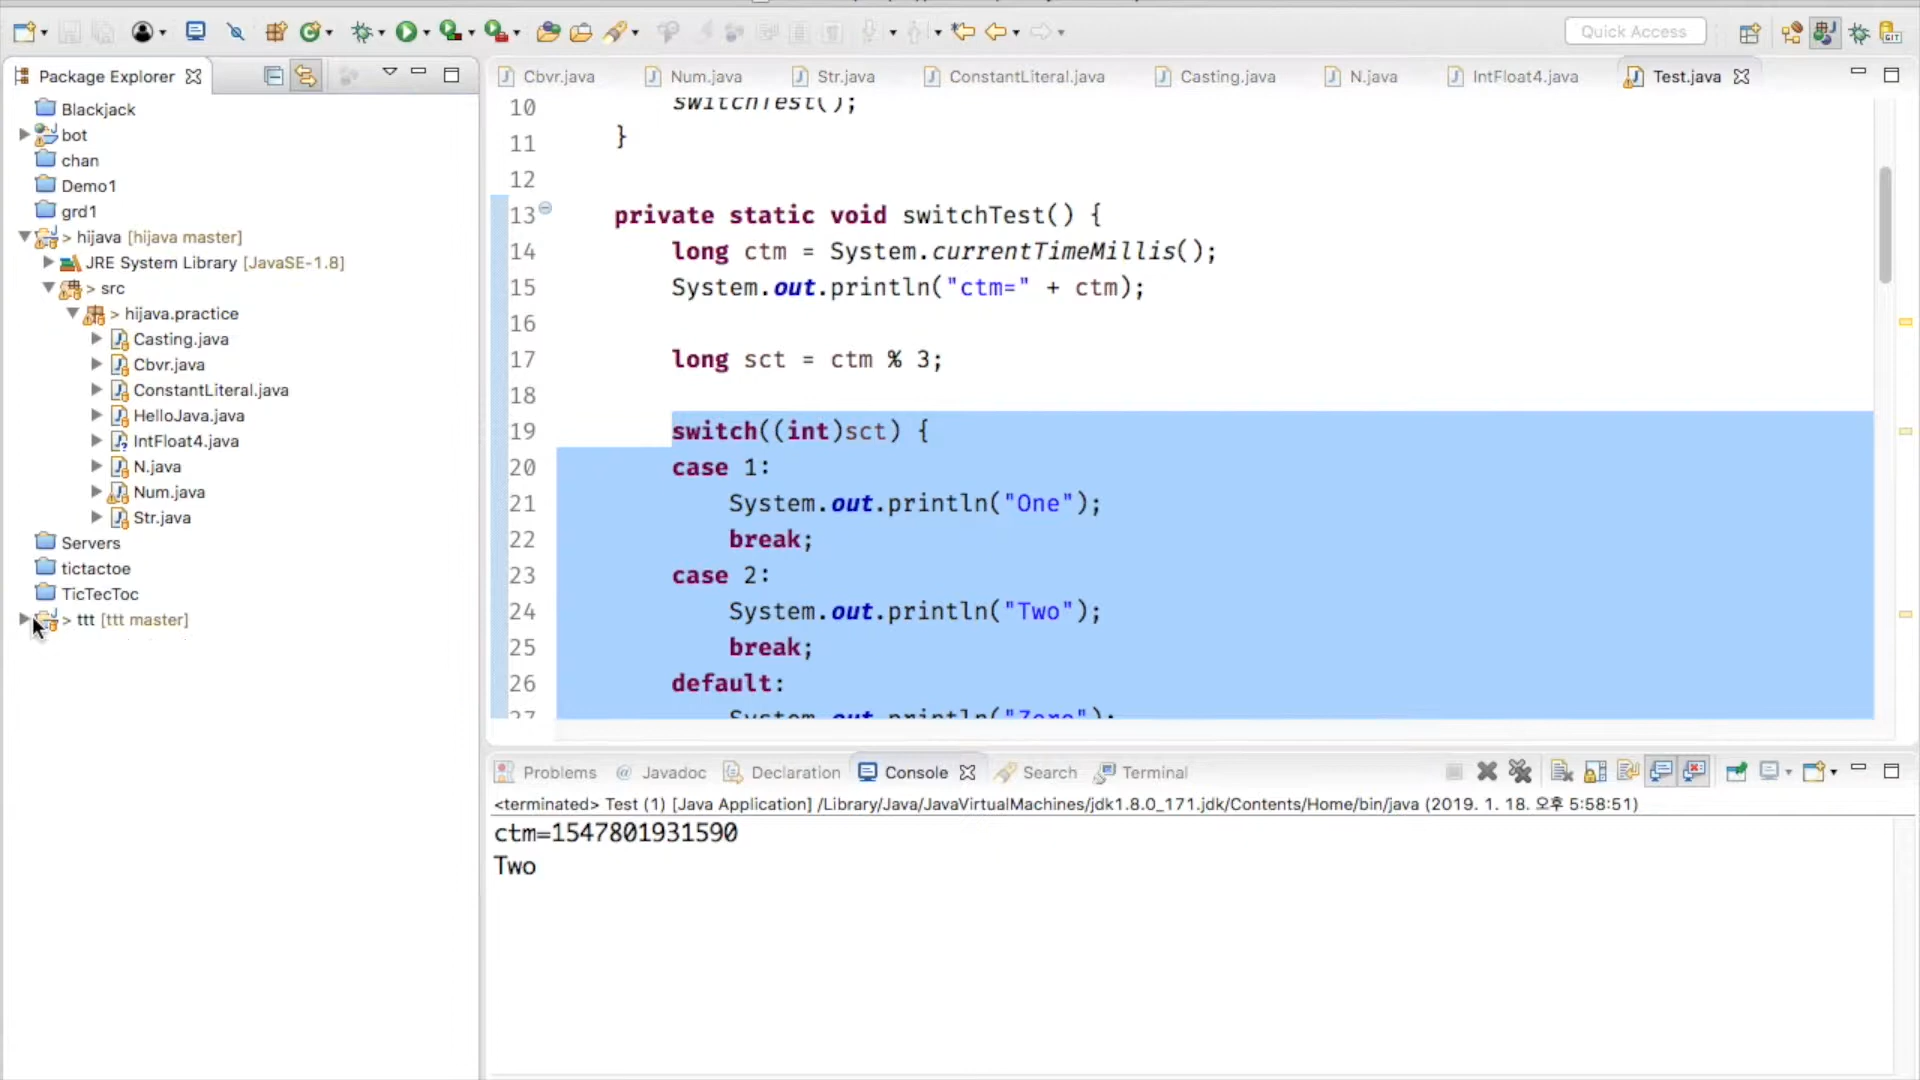 Quick Access
Package Explorer
Blackjack
bot
chan
Demo1
grd1
> hijava [hijava master]
JRE System Library [JavaSE-1.8]
> src
> hijava.practice
Casting.java
Cbvr.java
ConstantLiteral.java
HelloJava.java
IntFloat4.java
N.java
Num.java
Str.java
Servers
tictactoe
TicTecToc
> ttt [ttt master]
Cbvr.java Num.java Str.java ConstantLiteral.java Casting.java N.java IntFloat4.java Test.java
10 switchTest();
11 }
12
13 private static void switchTest() {
14 long ctm = System.currentTimeMillis();
15 System.out.println("ctm=" + ctm);
16
17 long sct = ctm % 3;
18
19 switch((int)sct) {
20 case 1:
21 System.out.println("One");
22 break;
23 case 2:
24 System.out.println("Two");
25 break;
26 default:
27 System.out.println("Zero");
Problems Javadoc Declaration Console Search Terminal
<terminated> Test (1) [Java Application] /Library/Java/JavaVirtualMachines/jdk1.8.0_171.jdk/Contents/Home/bin/java (2019. 1. 18. 오후 5:58:51)
ctm=1547801931590
Two